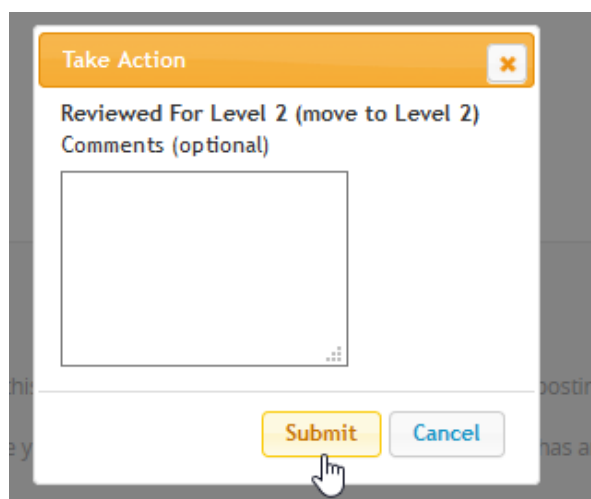 Take Action
Reviewed For Level 2 (move to Level 2)
Comments (optional)
Submit Cancel